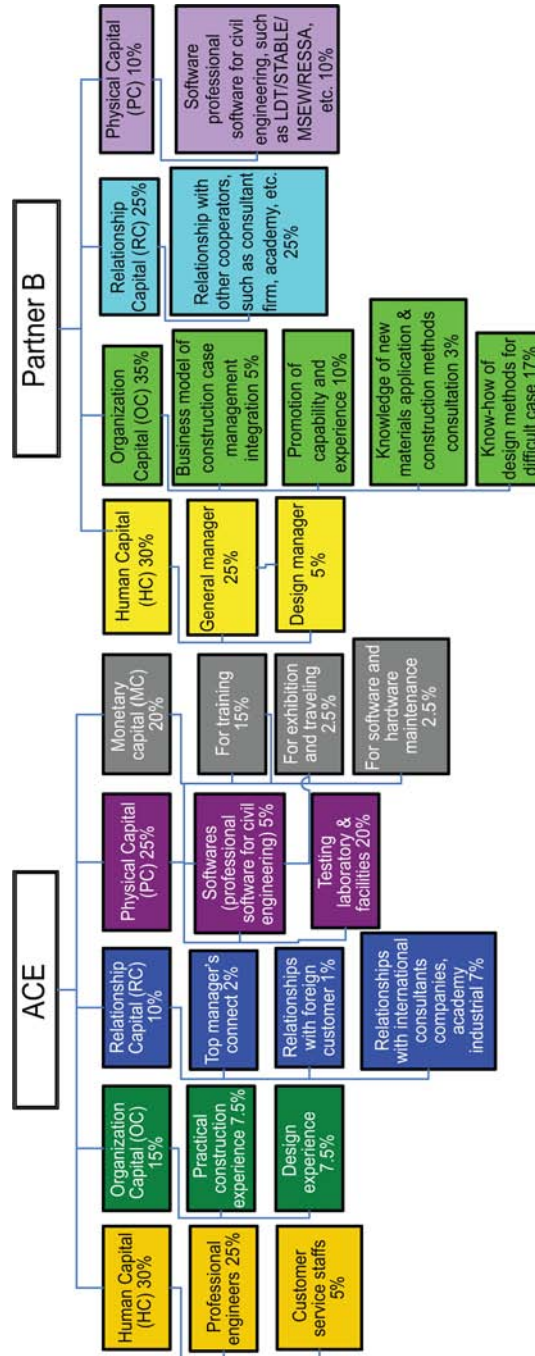 ACE
Human Capital
(HC) 30%
Professional
engineers 25%
Customer
service staffs
5%
Organization
Capital (OC)
15%
Practical
construction
experience 7.5%
Design
experience
7.5%
Relationship
Capital (RC)
10%
Top manager's
connect 2%
Relationships
with foreign
customer 1%
Relationships
with international
consultants
companies,
academy
industrial 7%
Physical Capital
(PC) 25%
Softwares
(professional
software for civil
engineering) 5%
Testing
laboratory &
facilities 20%
Monetary
capital (MC)
20%
For training
15%
For exhibition
and traveling
2.5%
For software and
hardware
maintenance
2.5%
Partner B
Human Capital
(HC) 30%
General manager
25%
Design manager
5%
Organization
Capital (OC) 35%
Business model of
construction case
management
integration 5%
Promotion of
capability and
experience 10%
Knowledge of new
materials application &
construction methods
consultation 3%
Know-how of
design methods for
difficult case 17%
Relationship
Capital (RC) 25%
Relationship with
other cooperators,
such as consultant
firm, academy, etc.
25%
Physical Capital
(PC) 10%
Software
professional
software for civil
engineering, such
as LDT/STABLE/
MSEW/RESSA,
etc. 10%